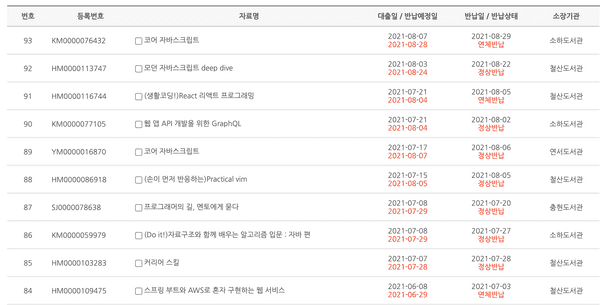 번호 등록번호 자료명 대출일 / 반납예정일 반납일 / 반납상태 소장기관
93 KM0000076432 코어 자바스크립트 2021-08-07 2021-08-29 소하도서관
2021-08-28 연체반납
92 HM0000113747 모던 자바스크립트 deep dive 2021-08-03 2021-08-22 철산도서관
2021-08-24 정상반납
91 HM0000116744 (생활코딩!)React 리액트 프로그래밍 2021-07-21 2021-08-05 철산도서관
2021-08-04 연체반납
90 KM0000077105 웹 앱 API 개발을 위한 GraphQL 2021-07-21 2021-08-02 소하도서관
2021-08-04 정상반납
89 YM0000016870 코어 자바스크립트 2021-07-17 2021-08-06 연서도서관
2021-08-07 정상반납
88 HM0000086918 (손이 먼저 반응하는)Practical vim 2021-07-15 2021-08-05 철산도서관
2021-08-05 정상반납
87 SJ0000078638 프로그래머의 길, 멘토에게 묻다 2021-07-08 2021-07-20 충현도서관
2021-07-29 정상반납
86 KM0000059979 (Do it!)자료구조와 함께 배우는 알고리즘 입문 : 자바 편 2021-07-08 2021-07-27 소하도서관
2021-07-29 정상반납
85 HM0000103283 커리어 스킬 2021-07-07 2021-07-28 철산도서관
2021-07-28 정상반납
84 HM0000109475 스프링 부트와 AWS로 혼자 구현하는 웹 서비스 2021-06-08 2021-07-03 철산도서관
2021-06-29 연체반납